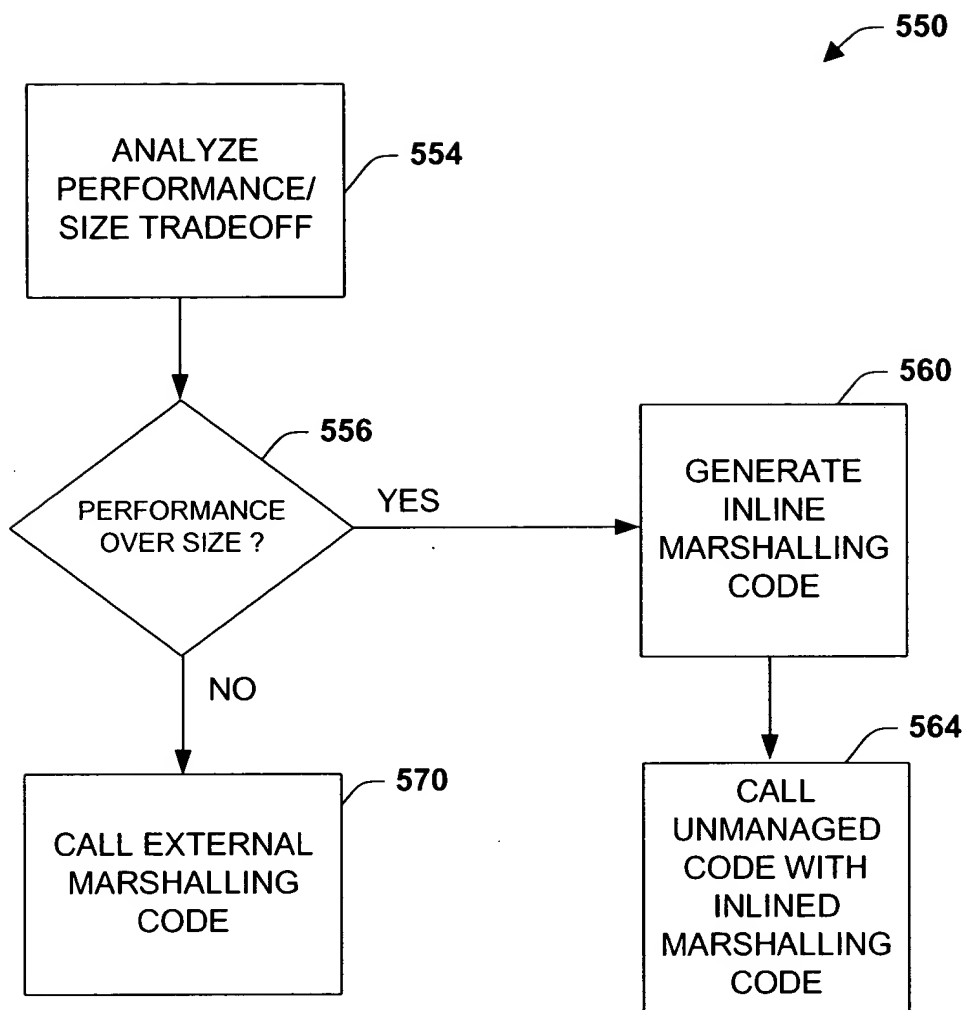 550
ANALYZE
PERFORMANCE/
SIZE TRADEOFF
554
PERFORMANCE
OVER SIZE ?
556
YES
NO
560
GENERATE
INLINE
MARSHALLING
CODE
564
CALL
UNMANAGED
CODE WITH
INLINED
MARSHALLING
CODE
570
CALL EXTERNAL
MARSHALLING
CODE